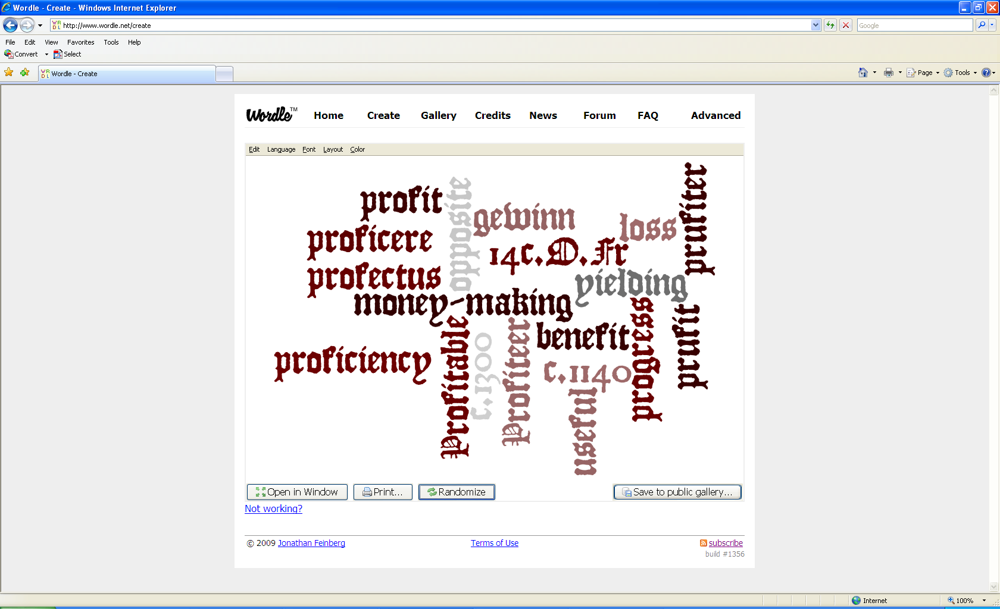 Wordle - Create - Windows Internet Explorer
http://www.wordle.net/create
Google
File Edit View Favorites Tools Help
Convert Select
Wordle - Create
Page Tools
Wordle™ Home Create Gallery Credits News Forum FAQ Advanced
Edit Language Font Layout Color
profit
opposite
gewinn
loss
prufiter
proficere
14c.O.Fr
profectus
yielding
money-making
Profitable
c.1300
Profiteer
benefit
progress
prufit
proficiency
c.1140
useful
Open in Window Print... Randomize Save to public gallery...
Not working?
© 2009 Jonathan Feinberg Terms of Use subscribe
build #1356
Internet 100%